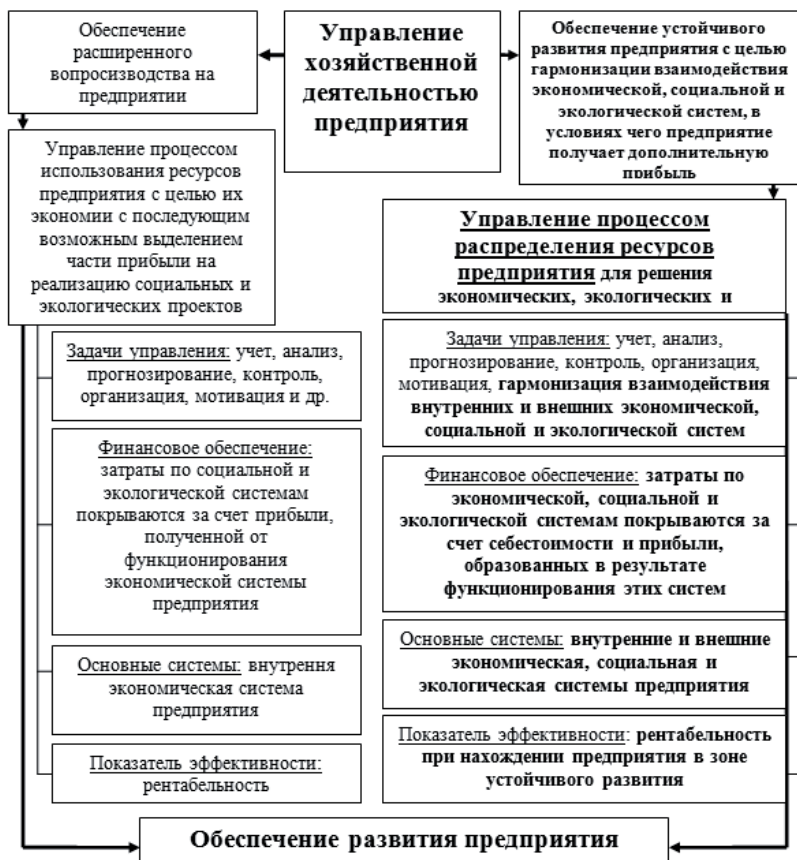 Обеспечение
расширенного
вопросизводства на
предприятии
Управление
хозяйственной
деятельностью
предприятия
Обеспечение устойчивого
развития предприятия с целью
гармонизации взаимодействия
экономической, социальной и
экологической систем, в
условиях чего предприятие
получает дополнительную
прибыль
Управление процессом
использования ресурсов
предприятия с целью их
экономии с последующим
возможным выделением
части прибыли на
реализацию социальных и
экологических проектов
Управление процессом
распределения ресурсов
предприятия для решения
экономических, экологических и
Задачи управления: учет, анализ,
прогнозирование, контроль,
организация, мотивация и др.
Задачи управления: учет, анализ,
прогнозирование, контроль, организация,
мотивация, гармонизация взаимодействия
внутренних и внешних экономической,
социальной и экологической систем
Финансовое обеспечение:
затраты по социальной и
экологической системам
покрываются за счет прибыли,
полученной от
функционирования
экономической системы
предприятия
Финансовое обеспечение: затраты по
экономической, социальной и
экологической системам покрываются за
счет себестоимости и прибыли,
образованных в результате
функционирования этих систем
Основные системы: внутрення
экономическая система
предприятия
Основные системы: внутренние и внешние
экономическая, социальная и
экологическая системы предприятия
Показатель эффективности:
рентабельность
Показатель эффективности: рентабельность
при нахождении предприятия в зоне
устойчивого развития
Обеспечение развития предприятия